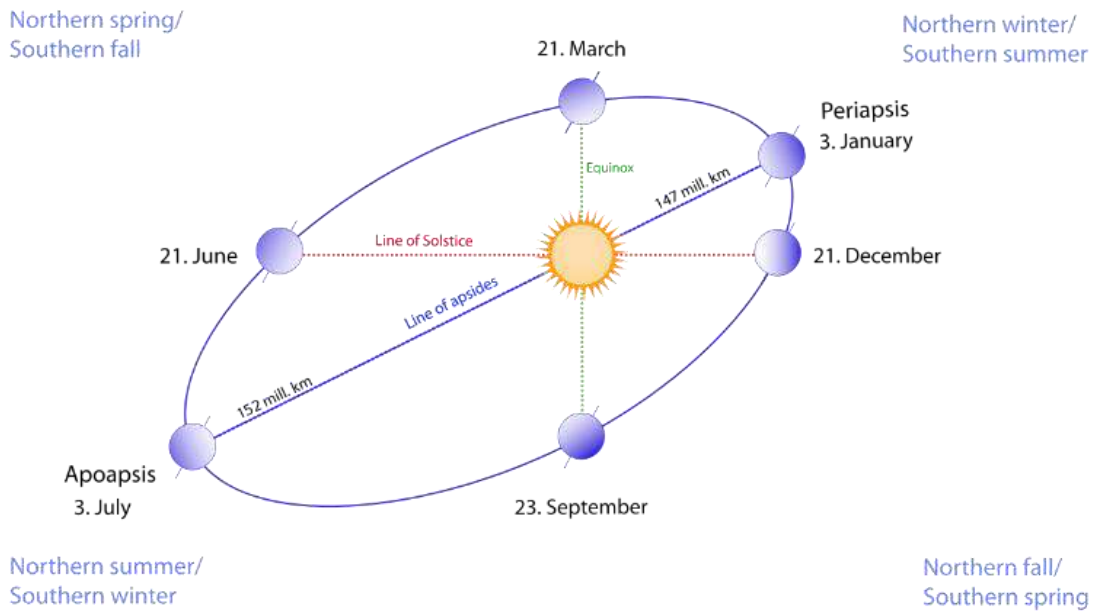 Northern spring/
Southern fall
21. March
Northern winter/
Southern summer
Periapsis
3. January
Equinox
147 mill. km
21. June
Line of Solstice
21. December
Line of apsides
152 mill. km
Apoapsis
3. July
23. September
Northern summer/
Southern winter
Northern fall/
Southern spring